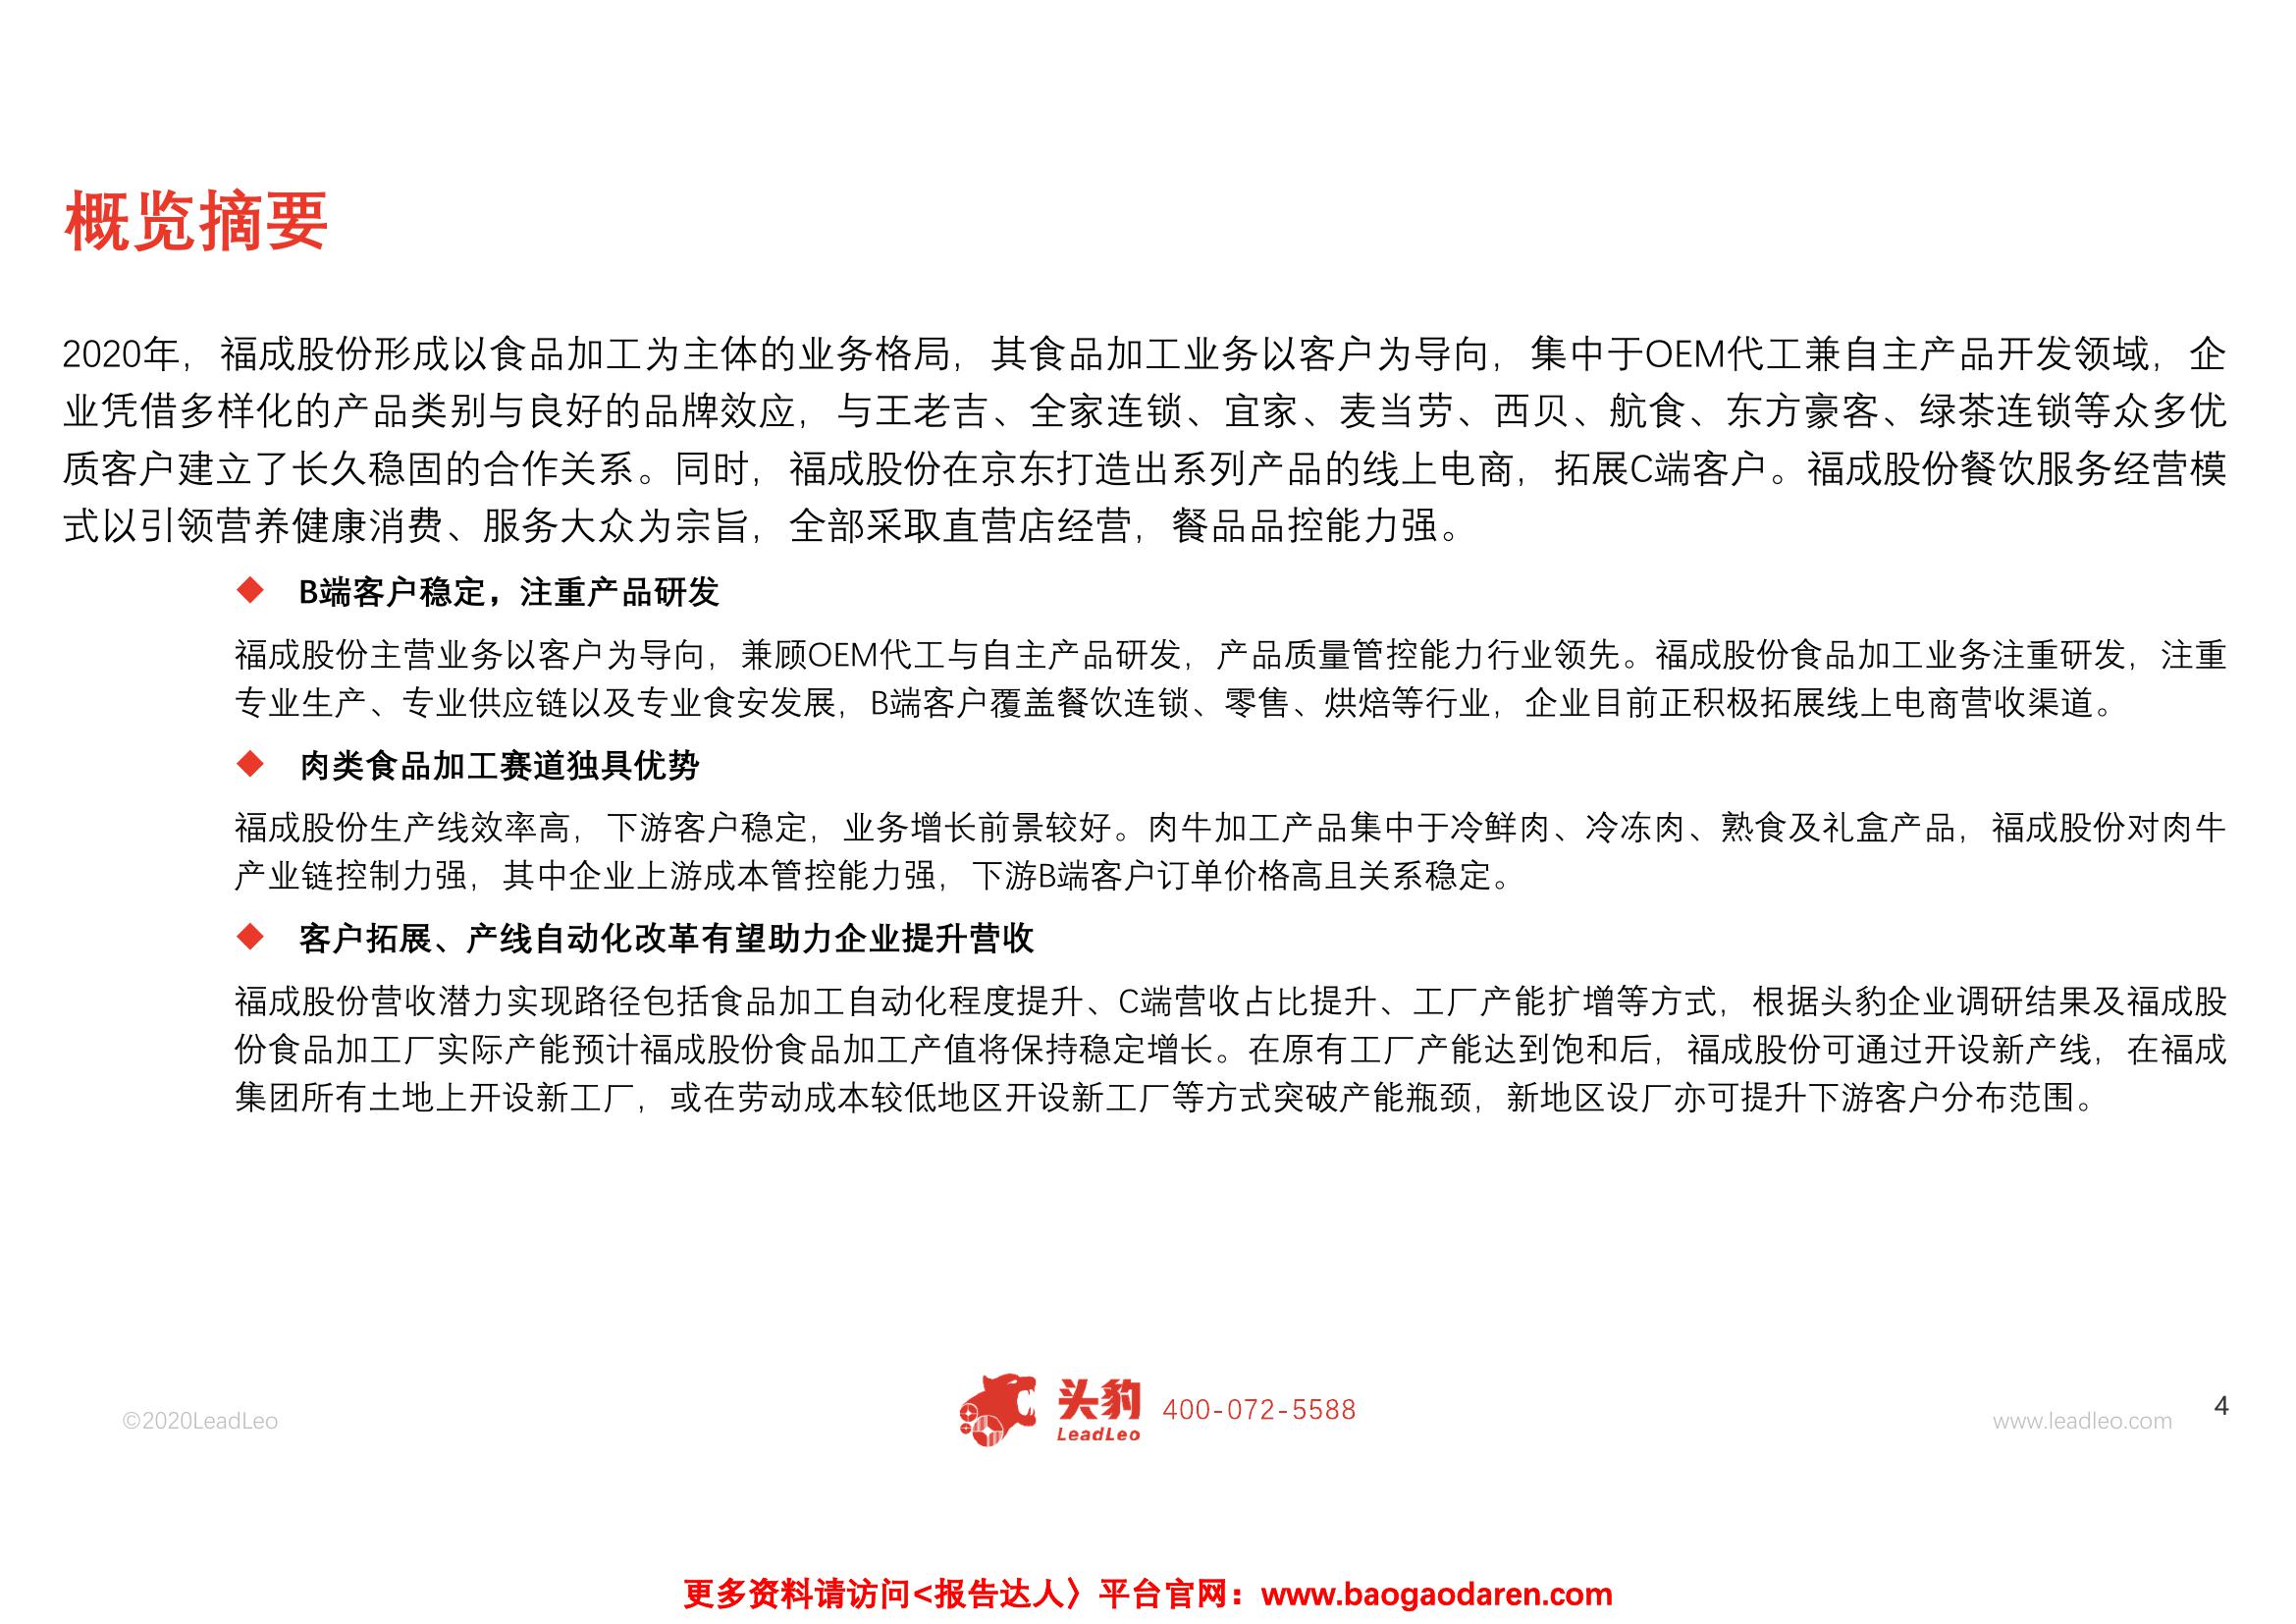 概览摘要
2020年，福成股份形成以食品加工为主体的业务格局，其食品加工业务以客户为导向，集中于OEM代工兼自主产品开发领域，企
业凭借多样化的产品类别与良好的品牌效应，与王老吉、全家连锁、宜家、麦当劳、西贝、航食、东方豪客、绿茶连锁等众多优
质客户建立了长久稳固的合作关系。同时，福成股份在京东打造出系列产品的线上电商，拓展C端客户。福成股份餐饮服务经营模
式以引领营养健康消费、服务大众为宗旨，全部采取直营店经营，餐品品控能力强。
◆ B端客户稳定，注重产品研发
福成股份主营业务以客户为导向，兼顾OEM代工与自主产品研发，产品质量管控能力行业领先。福成股份食品加工业务注重研发，注重
专业生产、专业供应链以及专业食安发展，B端客户覆盖餐饮连锁、零售、烘焙等行业，企业目前正积极拓展线上电商营收渠道。
◆ 肉类食品加工赛道独具优势
福成股份生产线效率高，下游客户稳定，业务增长前景较好。肉牛加工产品集中于冷鲜肉、冷冻肉、熟食及礼盒产品，福成股份对肉牛
产业链控制力强，其中企业上游成本管控能力强，下游B端客户订单价格高且关系稳定。
◆ 客户拓展、产线自动化改革有望助力企业提升营收
福成股份营收潜力实现路径包括食品加工自动化程度提升、C端营收占比提升、工厂产能扩增等方式，根据头豹企业调研结果及福成股
份食品加工厂实际产能预计福成股份食品加工产值将保持稳定增长。在原有工厂产能达到饱和后，福成股份可通过开设新产线，在福成
集团所有土地上开设新工厂，或在劳动成本较低地区开设新工厂等方式突破产能瓶颈，新地区设厂亦可提升下游客户分布范围。
©2020LeadLeo
头豹
LeadLeo
400-072-5588
www.leadleo.com
4
更多资料请访问<报告达人〉平台官网：www.baogaodaren.com